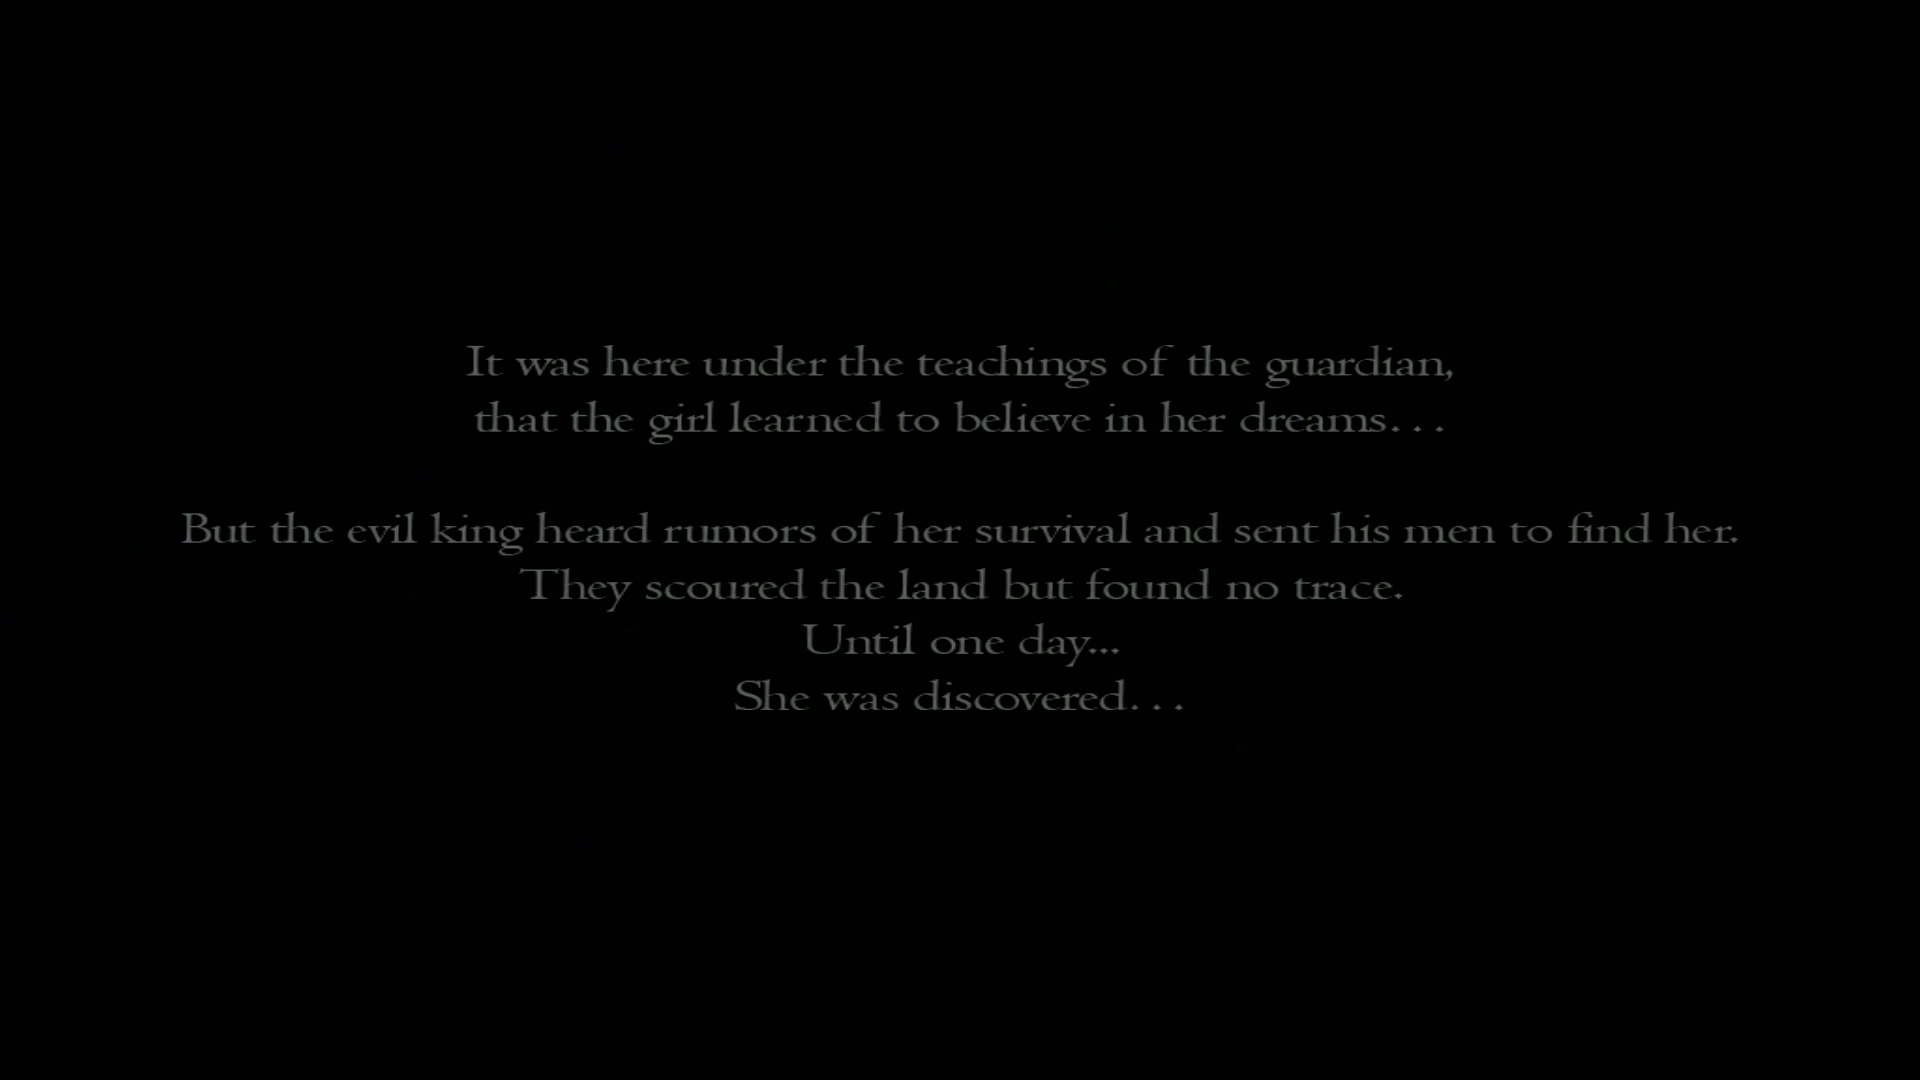 It was here under the teachings of the guardian,
that the girl learned to believe in her dreams. . .
But the evil king heard rumors of her survival and sent his men to find her.
They scoured the land but found no trace.
Until one day...
She was discovered. . .